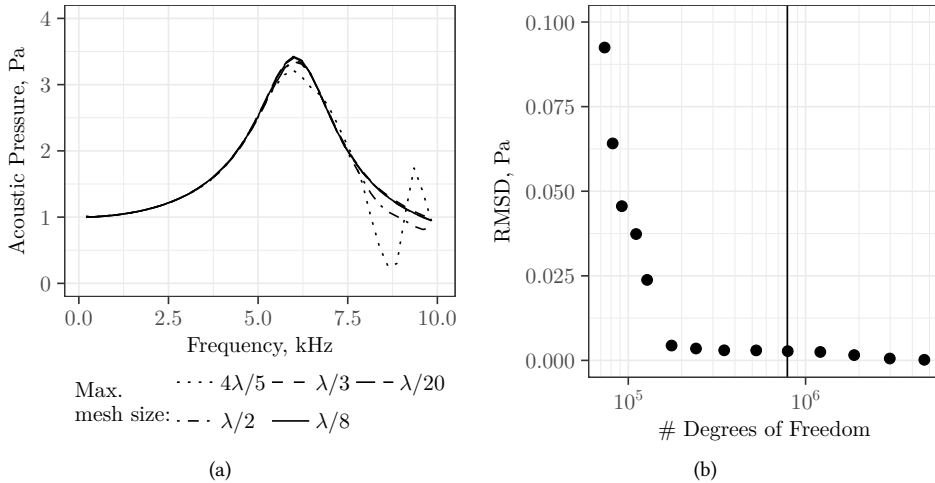 4
3
2
1
0
Acoustic Pressure, Pa
0.0 2.5 5.0 7.5 10.0
Frequency, kHz
Max.
mesh size:
4λ/5 λ/3 λ/20
λ/2 λ/8
(a)
0.100
0.075
0.050
0.025
0.000
RMSD, Pa
10⁵ 10⁶
# Degrees of Freedom
(b)